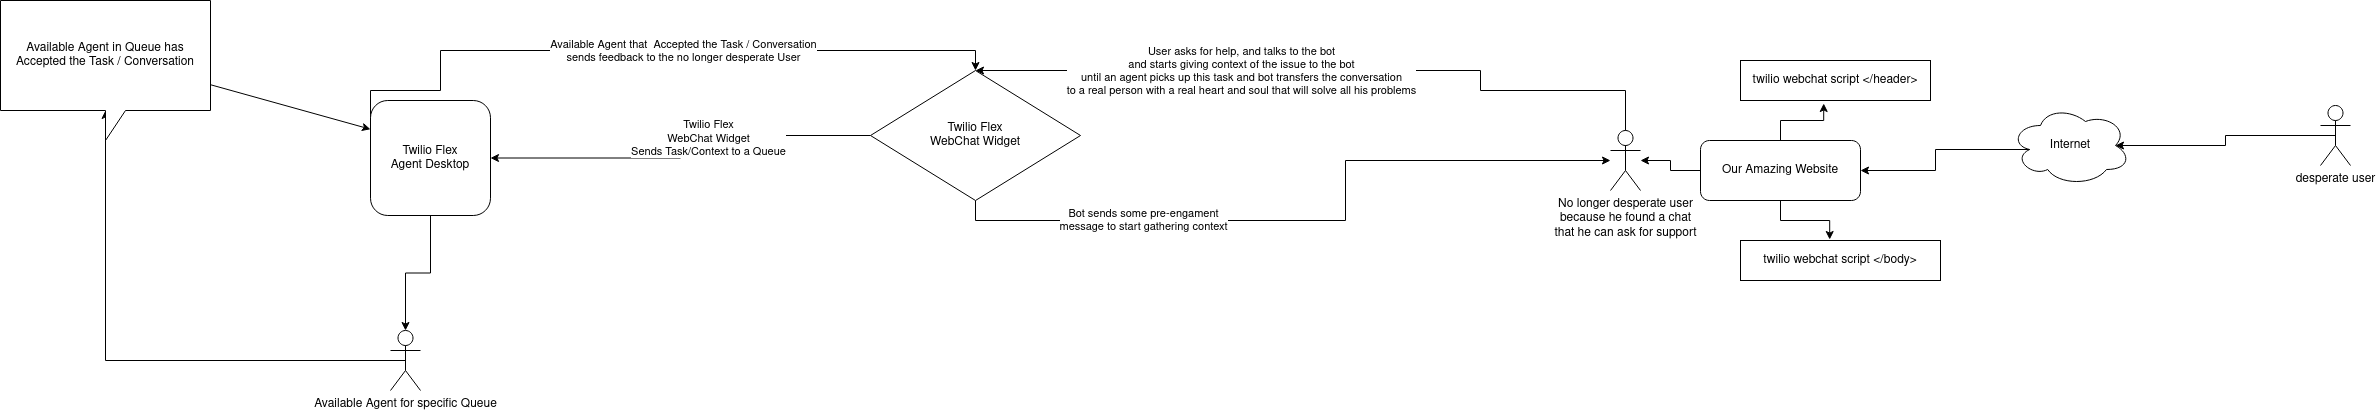 Available Agent in Queue has
Accepted the Task / Conversation
Available Agent that  Accepted the Task / Conversation
sends feedback to the no longer desperate User
User asks for help, and talks to the bot
and starts giving context of the issue to the bot
until an agent picks up this task and bot transfers the conversation
to a real person with a real heart and soul that will solve all his problems
twilio webchat script </header>
Twilio Flex
Agent Desktop
Twilio Flex
WebChat Widget
Sends Task/Context to a Queue
Twilio Flex
WebChat Widget
Our Amazing Website
Internet
desperate user
No longer desperate user
because he found a chat
that he can ask for support
Bot sends some pre-engament
message to start gathering context
twilio webchat script </body>
Available Agent for specific Queue